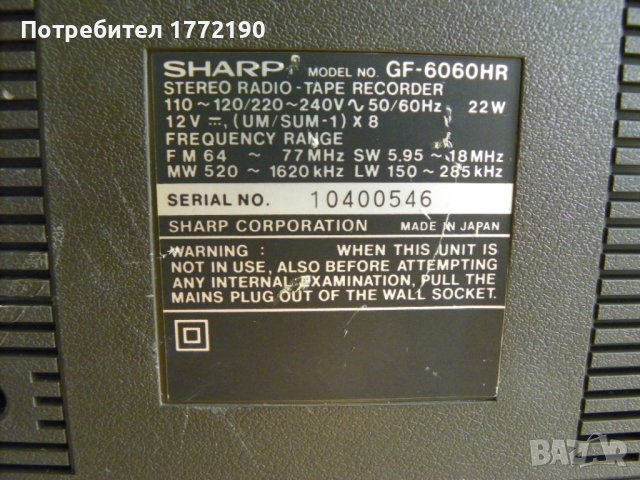 Потребител 1772190
SHARP MODEL NO. GF-6060HR
STEREO RADIO-TAPE RECORDER
110~120/220~240V∿50/60Hz, 22W
12V⎓, (UM/SUM-1) X 8
FREQUENCY RANGE
FM 64 ~ 77MHz SW 5.95~18MHz
MW 520 ~ 1620kHz LW 150~285kHz
SERIAL NO. 10400546
SHARP CORPORATION MADE IN JAPAN
WARNING : WHEN THIS UNIT IS
NOT IN USE, ALSO BEFORE ATTEMPTING
ANY INTERNAL EXAMINATION, PULL THE
MAINS PLUG OUT OF THE WALL SOCKET.
BAZAR